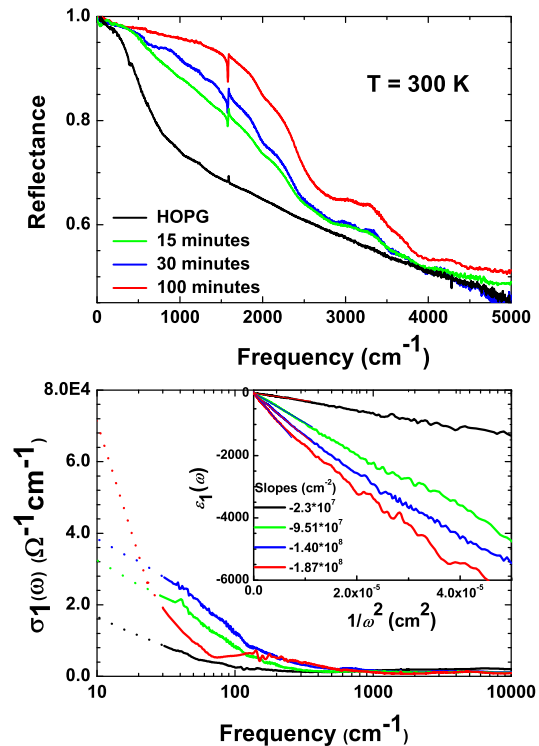 1.0
0.8
0.6
Reflectance
T = 300 K
HOPG
15 minutes
30 minutes
100 minutes
0 1000 2000 3000 4000 5000
Frequency (cm⁻¹)
8.0E4
6.0
4.0
2.0
0.0
σ1(ω) (Ω⁻¹cm⁻¹)
0
-2000
-4000
-6000
ε₁(ω)
Slopes (cm⁻²)
-2.3*10⁷
-9.51*10⁷
-1.40*10⁸
-1.87*10⁸
0.0 2.0x10⁻⁵ 4.0x10⁻⁵
1/ω² (cm²)
10 100 1000 10000
Frequency (cm⁻¹)